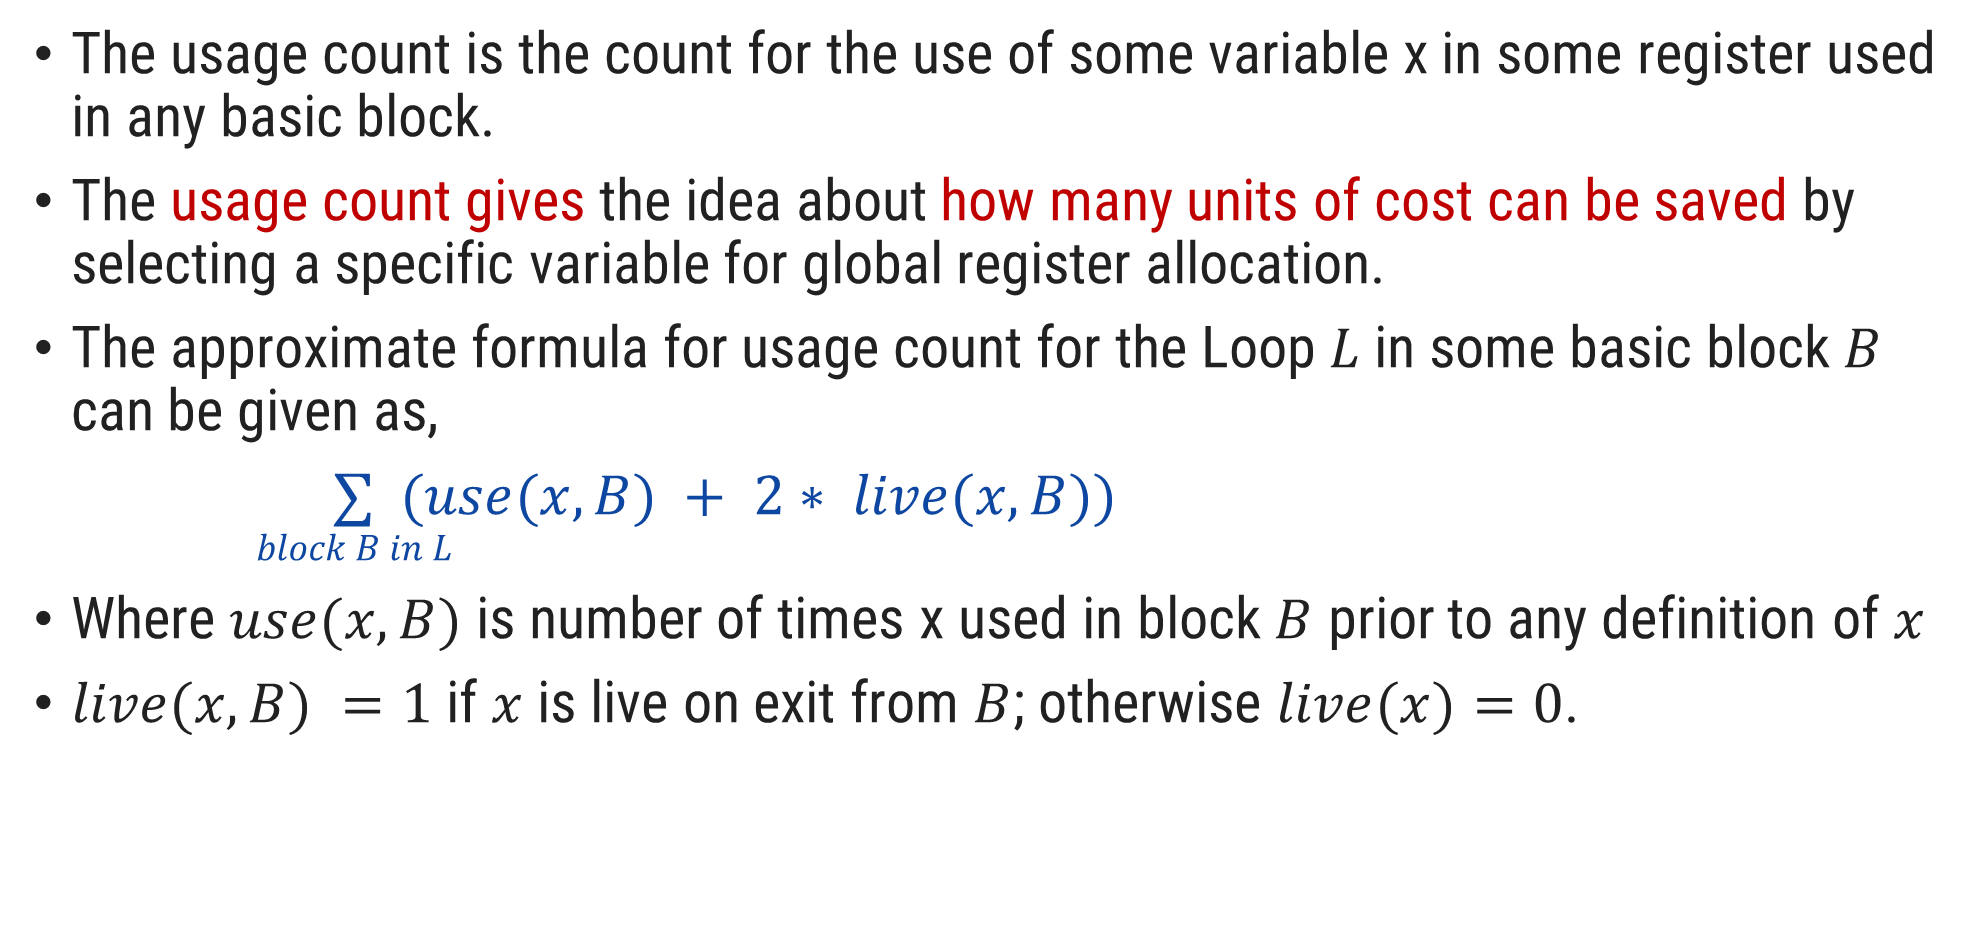 • The usage count is the count for the use of some variable x in some register used
in any basic block.
• The usage count gives the idea about how many units of cost can be saved by
selecting a specific variable for global register allocation.
• The approximate formula for usage count for the Loop L in some basic block B
can be given as,
∑ (use(x, B) + 2 * live(x, B))
block B in L
• Where use(x, B) is number of times x used in block B prior to any definition of x
• live(x, B) = 1 if x is live on exit from B; otherwise live(x) = 0.